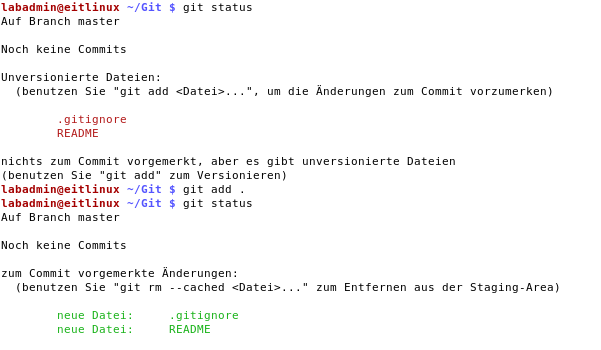 labadmin@eitlinux ~/Git $ git status
Auf Branch master
Noch keine Commits
Unversionierte Dateien:
(benutzen Sie "git add <Datei>...", um die Änderungen zum Commit vorzumerken)
.gitignore
README
nichts zum Commit vorgemerkt, aber es gibt unversionierte Dateien
(benutzen Sie "git add" zum Versionieren)
labadmin@eitlinux ~/Git $ git add .
labadmin@eitlinux ~/Git $ git status
Auf Branch master
Noch keine Commits
zum Commit vorgemerkte Änderungen:
(benutzen Sie "git rm --cached <Datei>..." zum Entfernen aus der Staging-Area)
neue Datei: .gitignore
neue Datei: README